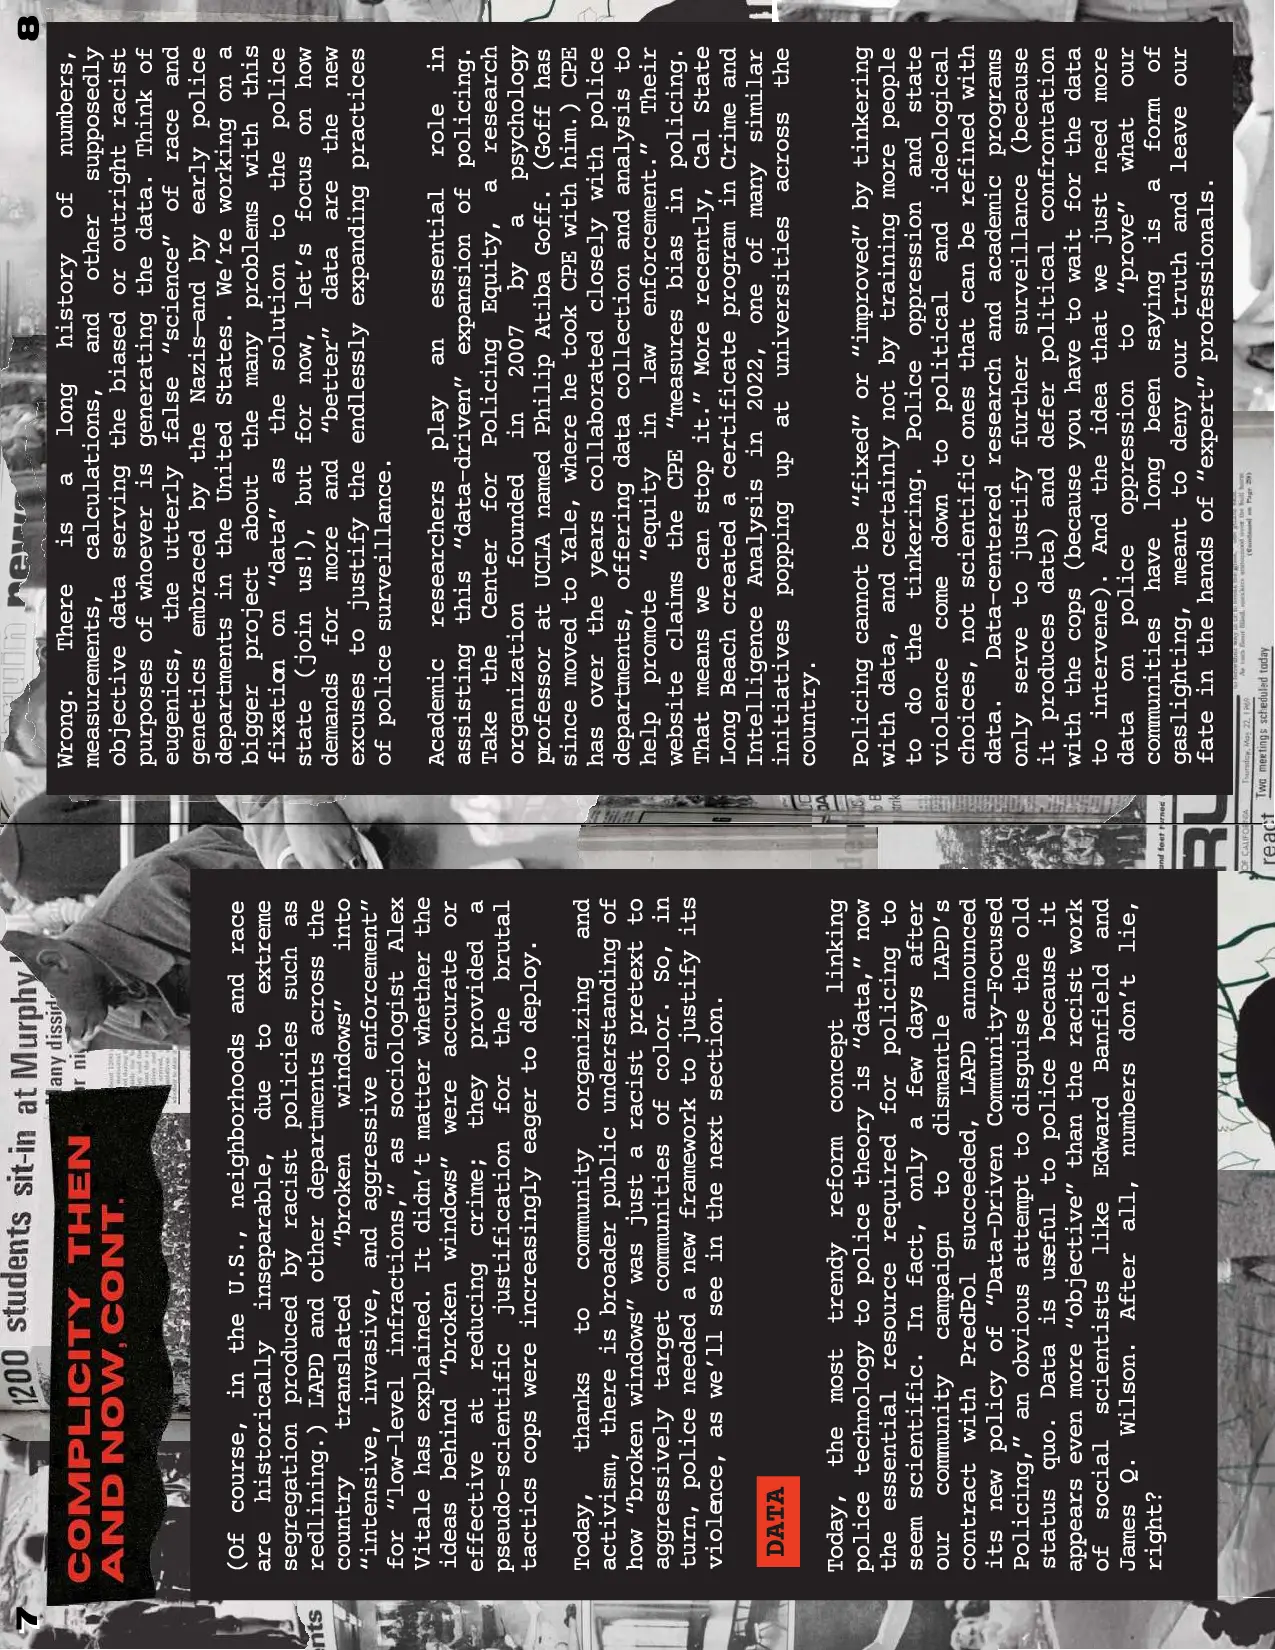 7
1200 students sit-in at Murphy
COMPLICITY THEN
AND NOW, CONT.
(Of course, in the U.S., neighborhoods and race
are historically inseparable, due to extreme
segregation produced by racist policies such as
redlining.) LAPD and other departments across the
country translated “broken windows” into
“intensive, invasive, and aggressive enforcement”
for “low-level infractions,” as sociologist Alex
Vitale has explained. It didn’t matter whether the
ideas behind “broken windows” were accurate or
effective at reducing crime; they provided a
pseudo-scientific justification for the brutal
tactics cops were increasingly eager to deploy.
Today, thanks to community organizing and
activism, there is broader public understanding of
how “broken windows” was just a racist pretext to
aggressively target communities of color. So, in
turn, police needed a new framework to justify its
violence, as we’ll see in the next section.
DATA
Today, the most trendy reform concept linking
police technology to police theory is “data,” now
the essential resource required for policing to
seem scientific. In fact, only a few days after
our community campaign to dismantle LAPD’s
contract with PredPol succeeded, LAPD announced
its new policy of “Data-Driven Community-Focused
Policing,” an obvious attempt to disguise the old
status quo. Data is useful to police because it
appears even more “objective” than the racist work
of social scientists like Edward Banfield and
James Q. Wilson. After all, numbers don’t lie,
right?
8
Wrong. There is a long history of numbers,
measurements, calculations, and other supposedly
objective data serving the biased or outright racist
purposes of whoever is generating the data. Think of
eugenics, the utterly false “science” of race and
genetics embraced by the Nazis—and by early police
departments in the United States. We’re working on a
bigger project about the many problems with this
fixation on “data” as the solution to the police
state (join us!), but for now, let’s focus on how
demands for more and “better” data are the new
excuses to justify the endlessly expanding practices
of police surveillance.
Academic researchers play an essential role in
assisting this “data-driven” expansion of policing.
Take the Center for Policing Equity, a research
organization founded in 2007 by a psychology
professor at UCLA named Philip Atiba Goff. (Goff has
since moved to Yale, where he took CPE with him.) CPE
has over the years collaborated closely with police
departments, offering data collection and analysis to
help promote “equity in law enforcement.” Their
website claims the CPE “measures bias in policing.
That means we can stop it.” More recently, Cal State
Long Beach created a certificate program in Crime and
Intelligence Analysis in 2022, one of many similar
initiatives popping up at universities across the
country.
Policing cannot be “fixed” or “improved” by tinkering
with data, and certainly not by training more people
to do the tinkering. Police oppression and state
violence come down to political and ideological
choices, not scientific ones that can be refined with
data. Data-centered research and academic programs
only serve to justify further surveillance (because
it produces data) and defer political confrontation
with the cops (because you have to wait for the data
to intervene). And the idea that we just need more
data on police oppression to “prove” what our
communities have long been saying is a form of
gaslighting, meant to deny our truth and leave our
fate in the hands of “expert” professionals.
Thursday, May 22, 1969
Two meetings scheduled today
react